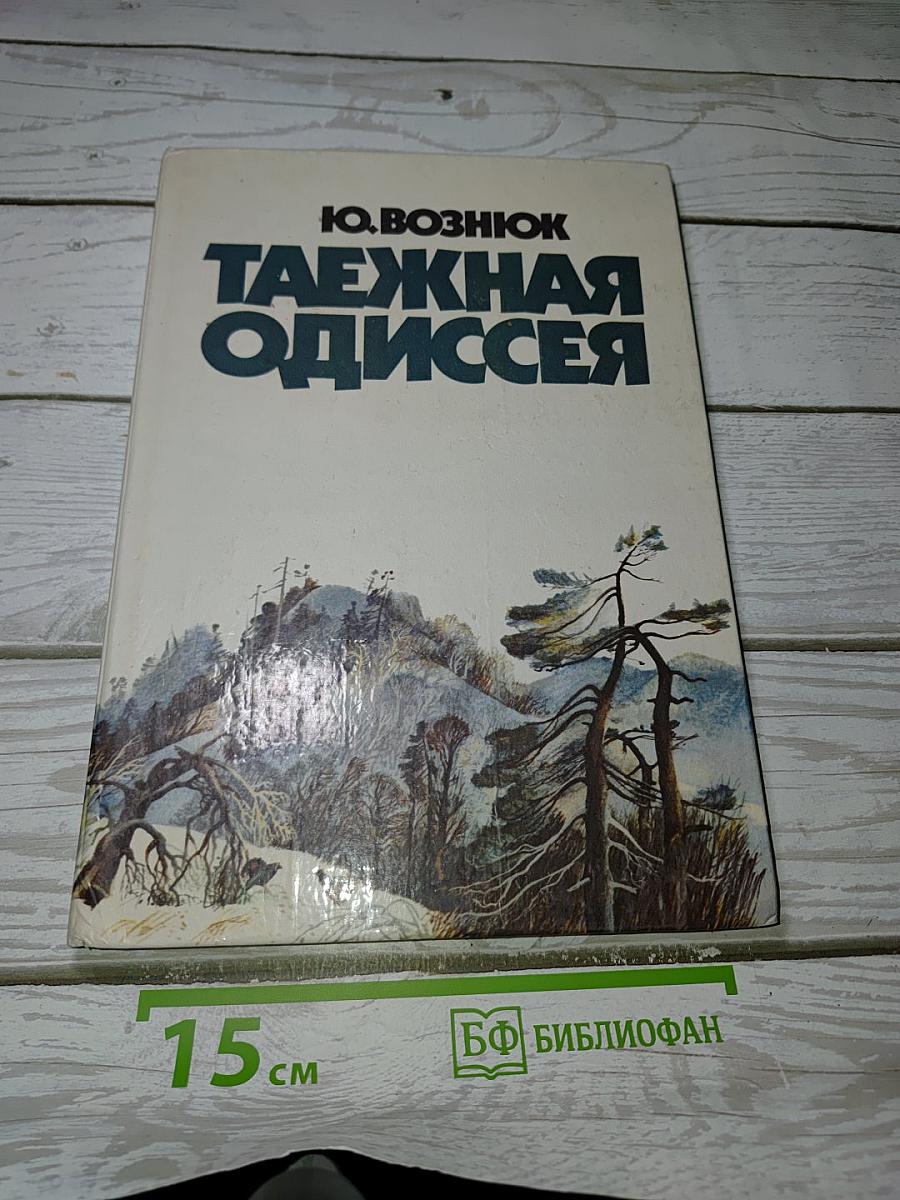 Ю. ВОЗНЮК
ТАЕЖНАЯ
ОДИССЕЯ
15 см
БФ БИБЛИОФАН